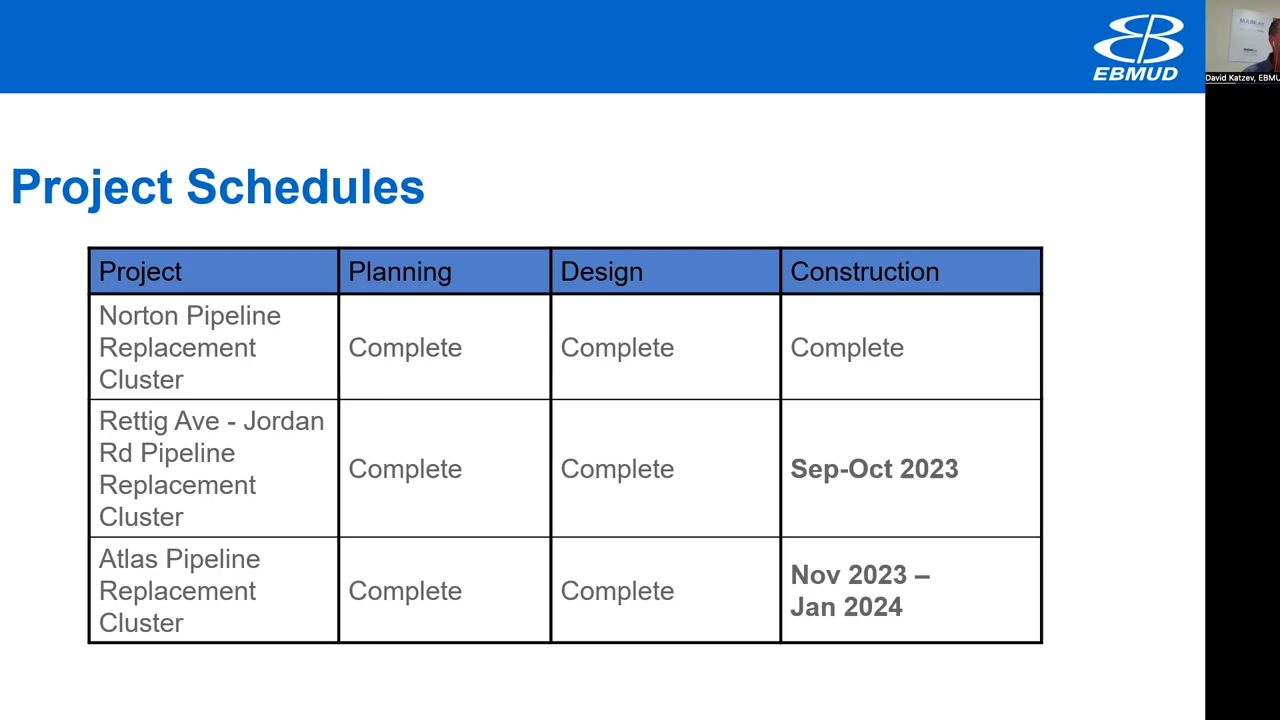 EBMUD
David Katzev, EBMU
Project Schedules
Project Planning Design Construction
Norton Pipeline
Replacement
Cluster
Complete Complete Complete
Rettig Ave - Jordan
Rd Pipeline
Replacement
Cluster
Complete Complete Sep-Oct 2023
Atlas Pipeline
Replacement
Cluster
Complete Complete
Nov 2023 –
Jan 2024